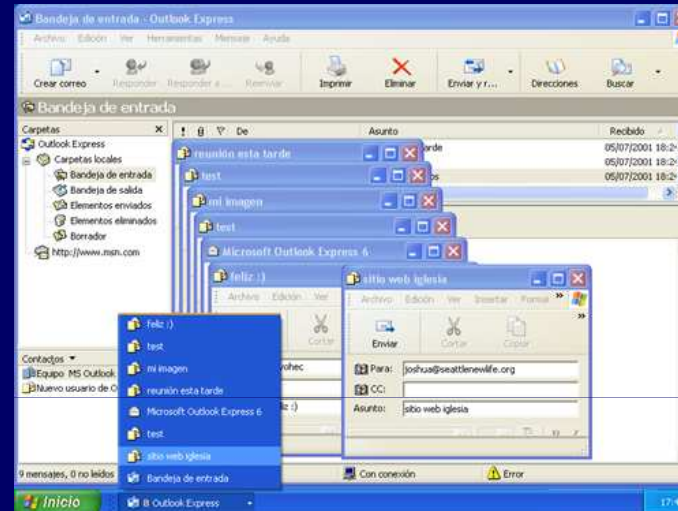 Bandeja de entrada - Outlook Express
Archivo Edición Ver Herramientas Mensaje Ayuda
Crear correo Responder Responder a ... Reenviar Imprimir Eliminar Enviar y r... Direcciones Buscar
Bandeja de entrada
Carpetas
! De Asunto Recibido
Outlook Express
Carpetas locales
Bandeja de entrada
Bandeja de salida
Elementos enviados
Elementos eliminados
Borrador
http://www.msn.com
arde 05/07/2001 18:2
05/07/2001 18:2
os 05/07/2001 18:2
reunión esta tarde
test
mi imagen
test
Microsoft Outlook Express 6
feliz :)
Archivo Edición Ver
Cortar
sitio web iglesia
Archivo Edición Ver Insertar Format »
Enviar Cortar Copiar »
Para: joshua@seattlenewlife.org
CC:
Asunto: sitio web iglesia
Contactos
Equipo MS Outlook
Nuevo usuario de O
feliz :)
test
mi imagen
reunión esta tarde
Microsoft Outlook Express 6
test
sitio web iglesia
Bandeja de entrada
9 mensajes, 0 no leídos Con conexión Error
Inicio 8 Outlook Express 17:4